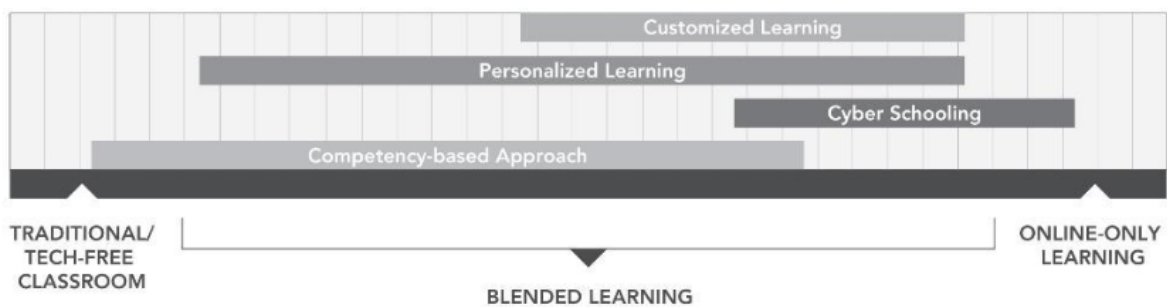 Customized Learning
Personalized Learning
Cyber Schooling
Competency-based Approach
TRADITIONAL/
TECH-FREE
CLASSROOM
BLENDED LEARNING
ONLINE-ONLY
LEARNING